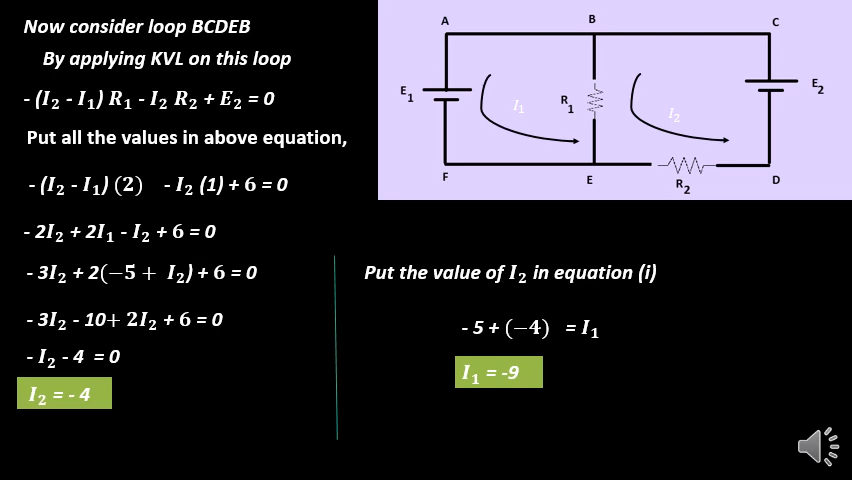 Now consider loop BCDEB
By applying KVL on this loop
- (I₂ - I₁) R₁ - I₂ R₂ + E₂ = 0
Put all the values in above equation,
- (I₂ - I₁) (2) - I₂ (1) + 6 = 0
- 2I₂ + 2I₁ - I₂ + 6 = 0
- 3I₂ + 2(−5 + I₂) + 6 = 0
- 3I₂ - 10+ 2I₂ + 6 = 0
- I₂ - 4 = 0
I₂ = - 4
A B C
E₁ I₁ R₁ I₂ E₂
F E R₂ D
Put the value of I₂ in equation (i)
- 5 + (−4) = I₁
I₁ = -9